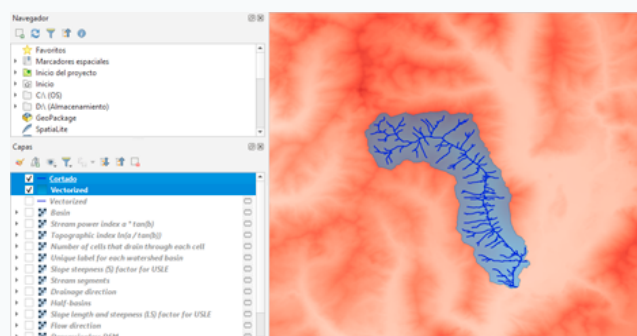 Navegador
Favoritos
Marcadores espaciales
Inicio del proyecto
Inicio
C:\ (OS)
D:\ (Almacenamiento)
GeoPackage
SpatiaLite
Capas
Cortado
Vectorized
Vectorized
Basin
Stream power index a * tan(b)
Topographic index ln(a / tan(b))
Number of cells that drain through each cell
Unique label for each watershed basin
Slope steepness (S) factor for USLE
Stream segments
Drainage direction
Half-basins
Slope length and steepness (LS) factor for USLE
Flow direction